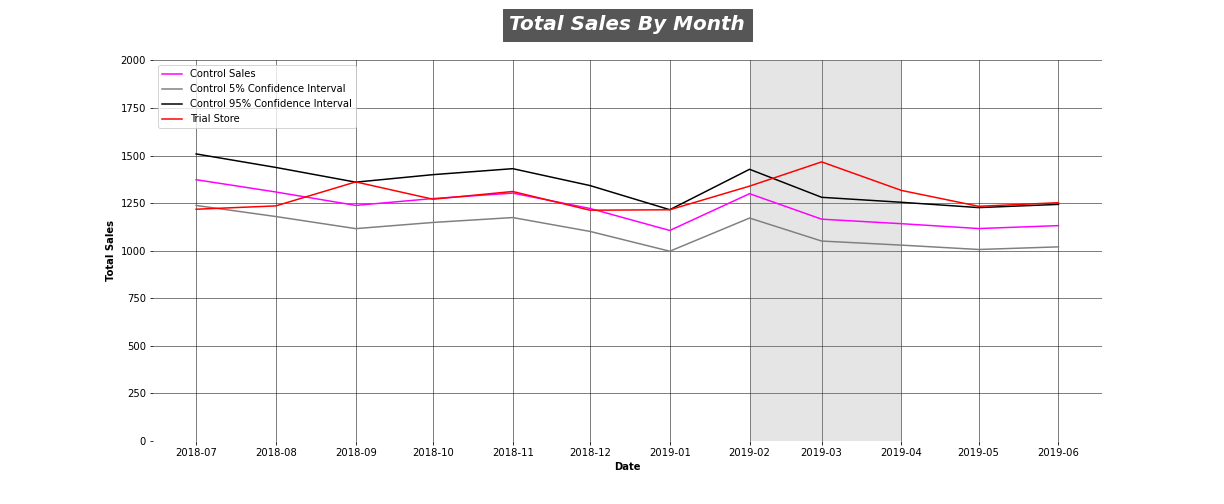 Total Sales By Month
2000
1750
1500
1250
1000
750
500
250
0
Total Sales
Control Sales
Control 5% Confidence Interval
Control 95% Confidence Interval
Trial Store
2018-07 2018-08 2018-09 2018-10 2018-11 2018-12 2019-01 2019-02 2019-03 2019-04 2019-05 2019-06
Date